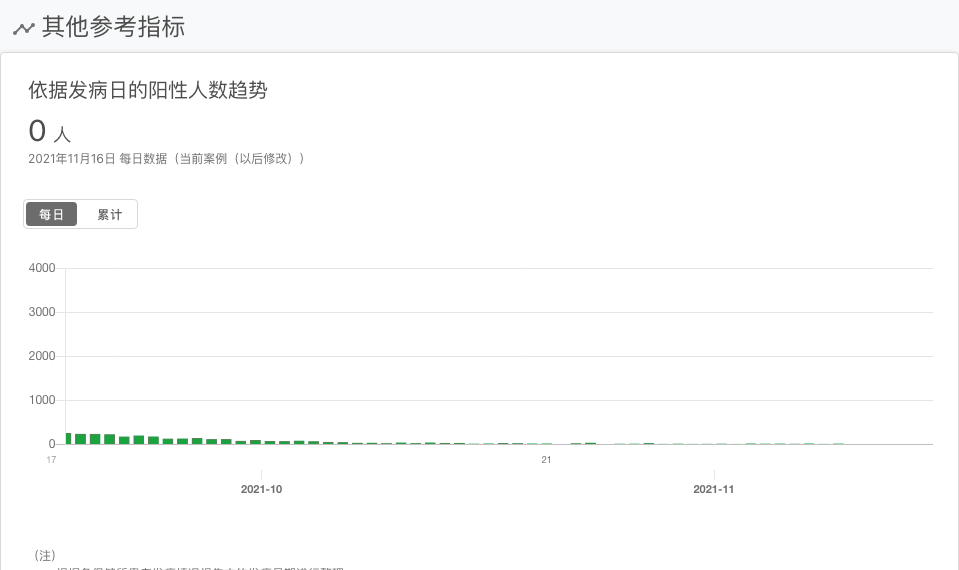 其他参考指标
依据发病日的阳性人数趋势
0 人
2021年11月16日 每日数据（当前案例（以后修改））
每日 累计
4000
3000
2000
1000
0
17 21
2021-10 2021-11
（注）